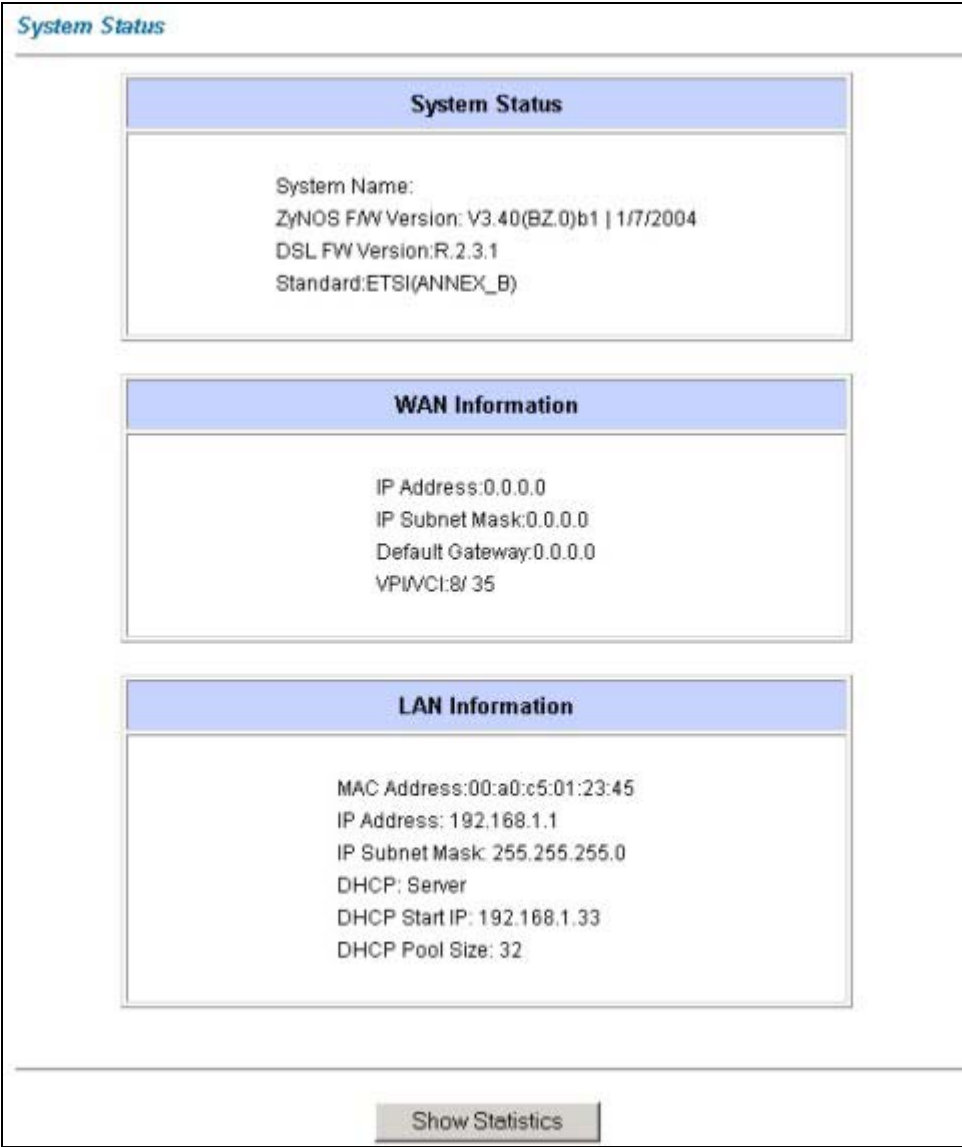 System Status
System Status
System Name:
ZyNOS F/W Version: V3.40(BZ.0)b1 | 1/7/2004
DSL FW Version:R.2.3.1
Standard:ETSI(ANNEX_B)
WAN Information
IP Address:0.0.0.0
IP Subnet Mask:0.0.0.0
Default Gateway:0.0.0.0
VPI/VCI:8/ 35
LAN Information
MAC Address:00:a0:c5:01:23:45
IP Address: 192.168.1.1
IP Subnet Mask: 255.255.255.0
DHCP: Server
DHCP Start IP: 192.168.1.33
DHCP Pool Size: 32
Show Statistics